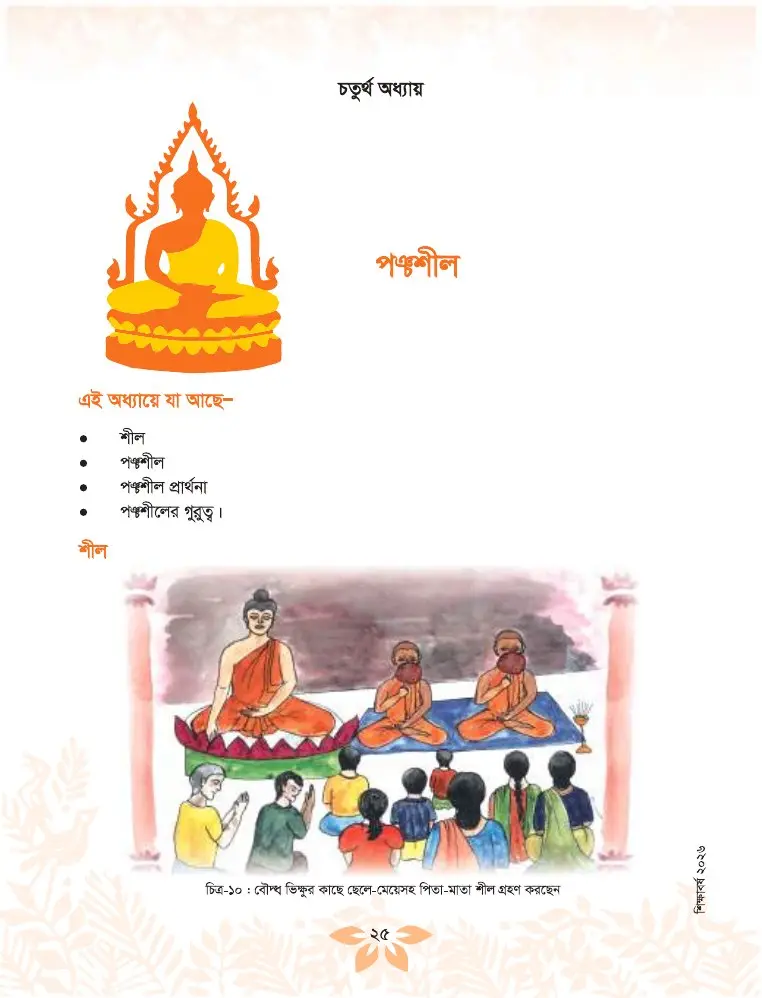 চতুর্থ অধ্যায়
পঞ্চশীল
এই অধ্যায়ে যা আছে–
● শীল
● পঞ্চশীল
● পঞ্চশীল প্রার্থনা
● পঞ্চশীলের গুরুত্ব।
শীল
চিত্র-১০ : বৌদ্ধ ভিক্ষুর কাছে ছেলে-মেয়েসহ পিতা-মাতা শীল গ্রহণ করছেন
শিক্ষাবর্ষ ২০২৬
২৫